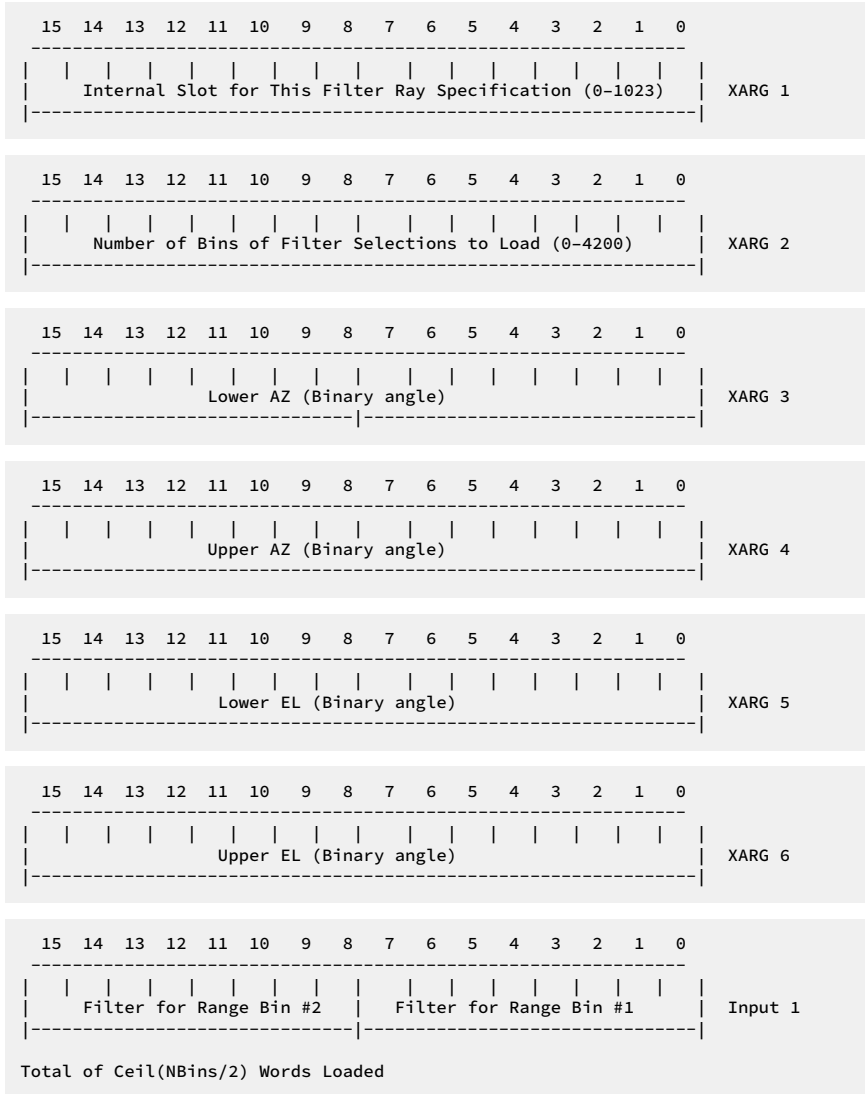 15 14 13 12 11 10 9 8 7 6 5 4 3 2 1 0
Internal Slot for This Filter Ray Specification (0–1023) XARG 1
15 14 13 12 11 10 9 8 7 6 5 4 3 2 1 0
Number of Bins of Filter Selections to Load (0–4200) XARG 2
15 14 13 12 11 10 9 8 7 6 5 4 3 2 1 0
Lower AZ (Binary angle) XARG 3
15 14 13 12 11 10 9 8 7 6 5 4 3 2 1 0
Upper AZ (Binary angle) XARG 4
15 14 13 12 11 10 9 8 7 6 5 4 3 2 1 0
Lower EL (Binary angle) XARG 5
15 14 13 12 11 10 9 8 7 6 5 4 3 2 1 0
Upper EL (Binary angle) XARG 6
15 14 13 12 11 10 9 8 7 6 5 4 3 2 1 0
Filter for Range Bin #2 | Filter for Range Bin #1 Input 1
Total of Ceil(NBins/2) Words Loaded